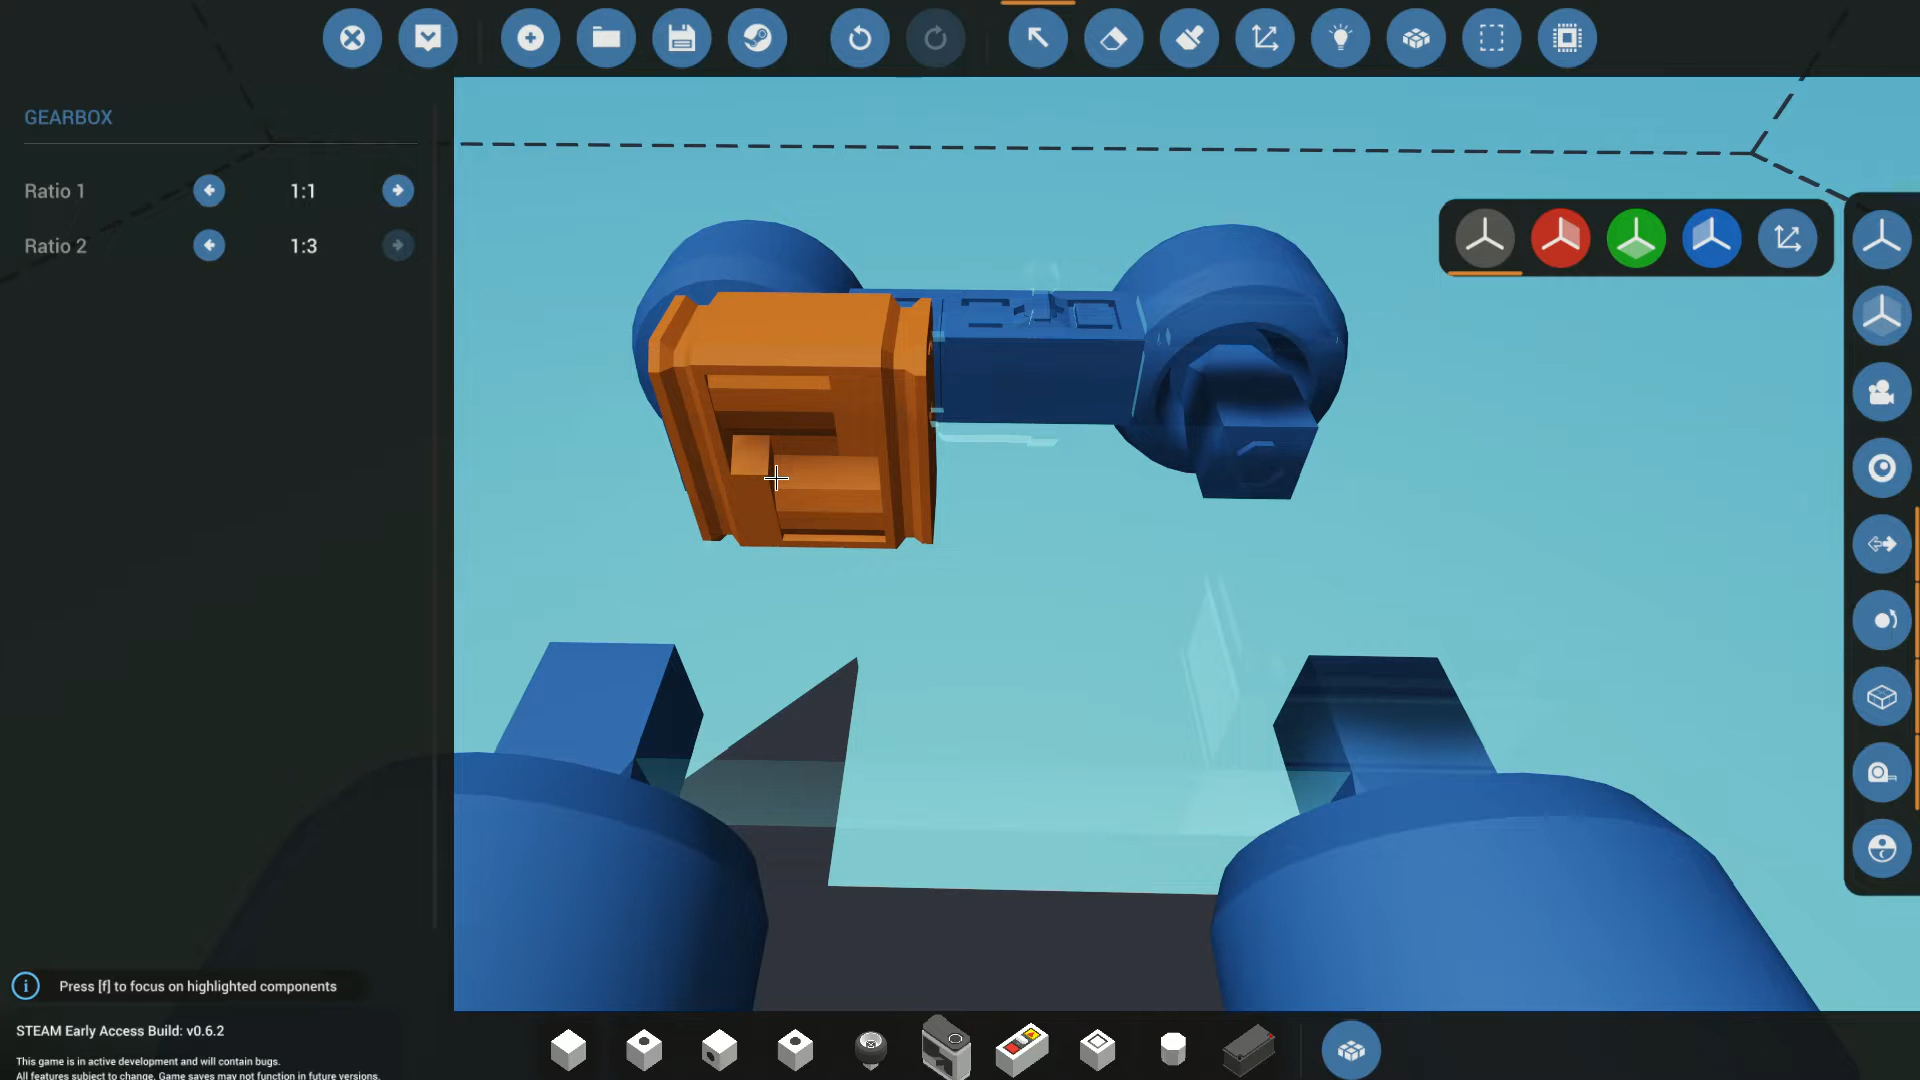 GEARBOX
Ratio 1 1:1
Ratio 2 1:3
Press [f] to focus on highlighted components
STEAM Early Access Build: v0.6.2
This game is in active development and will contain bugs.
All features subject to change. Game saves may not function in future versions.